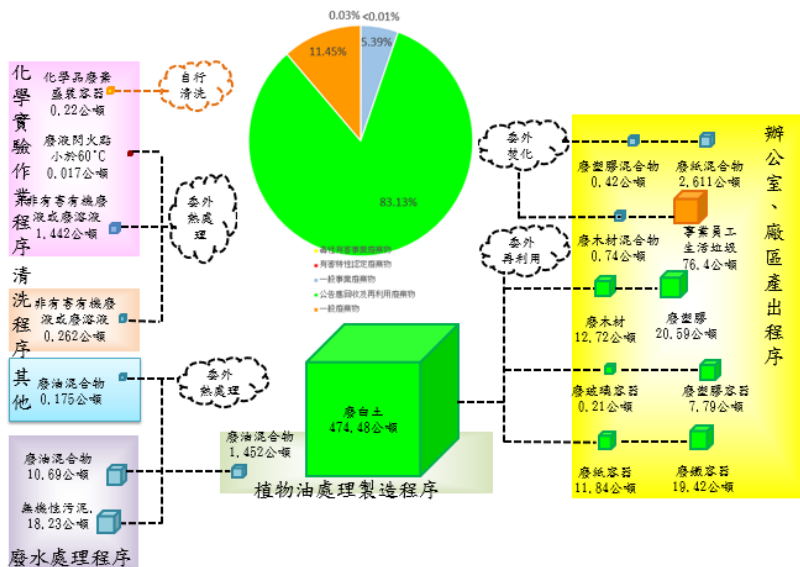 化學實驗作業程序
化學品廢棄
盛裝容器
0.22公噸
自行
清洗
廢液閃火點
小於60°C
0.017公噸
非有害有機廢
液或廢溶液
1.442公噸
委外
熱處
理
清洗程序
非有害有機廢
液或廢溶液
0.262公噸
其他
廢油混合物
0.175公噸
委外
熱處理
廢油混合物
10.69公噸
無機性污泥.
18.23公噸
廢水處理程序
0.03%
<0.01%
11.45%
5.39%
83.13%
毒性有害事業廢棄物
有害特性認定廢棄物
一般事業廢棄物
公告應回收及再利用廢棄物
一般廢棄物
廢白土
474.48公噸
廢油混合物
1.452公噸
植物油處理製造程序
委外
焚化
委外
再利用
辦公室、廠區產出程序
廢塑膠混合物
0.42公噸
廢紙混合物
2.611公噸
廢木材混合物
0.74公噸
事業員工
生活垃圾
76.4公噸
廢木材
12.72公噸
廢塑膠
20.59公噸
廢玻璃容器
0.21公噸
廢塑膠容器
7.79公噸
廢紙容器
11.84公噸
廢鐵容器
19.42公噸